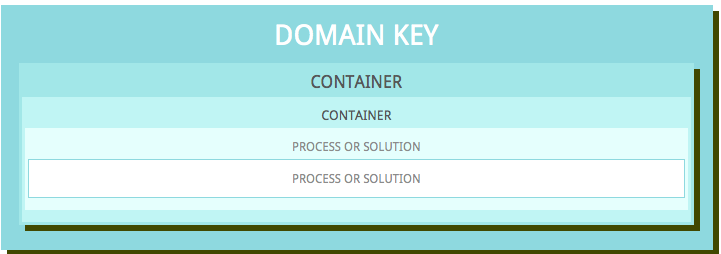 DOMAIN KEY
CONTAINER
CONTAINER
PROCESS OR SOLUTION
PROCESS OR SOLUTION